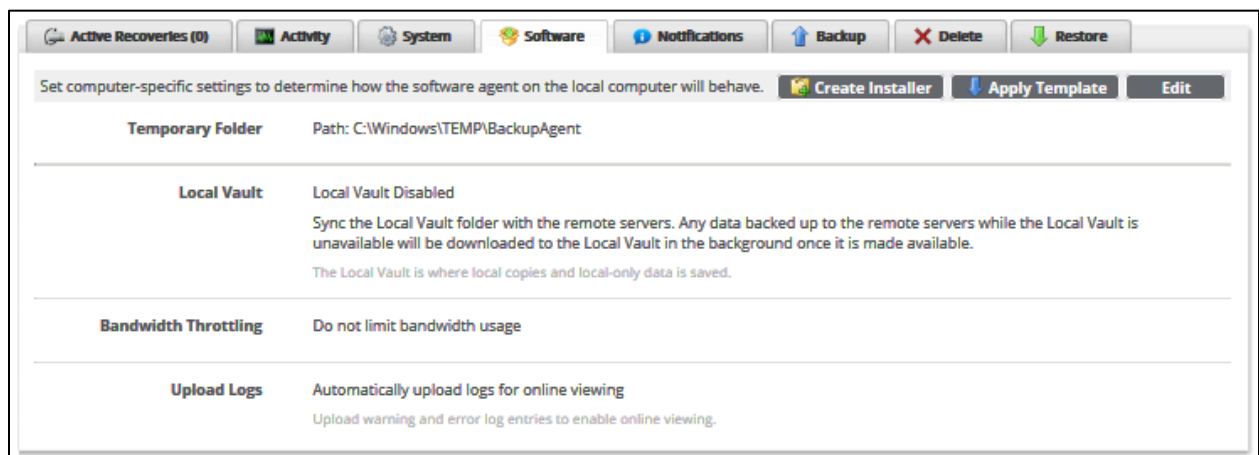 Active Recoveries (0) Activity System Software Notifications Backup Delete Restore
Set computer-specific settings to determine how the software agent on the local computer will behave. Create Installer Apply Template Edit
Temporary Folder Path: C:\Windows\TEMP\BackupAgent
Local Vault Local Vault Disabled
Sync the Local Vault folder with the remote servers. Any data backed up to the remote servers while the Local Vault is
unavailable will be downloaded to the Local Vault in the background once it is made available.
The Local Vault is where local copies and local-only data is saved.
Bandwidth Throttling Do not limit bandwidth usage
Upload Logs Automatically upload logs for online viewing
Upload warning and error log entries to enable online viewing.